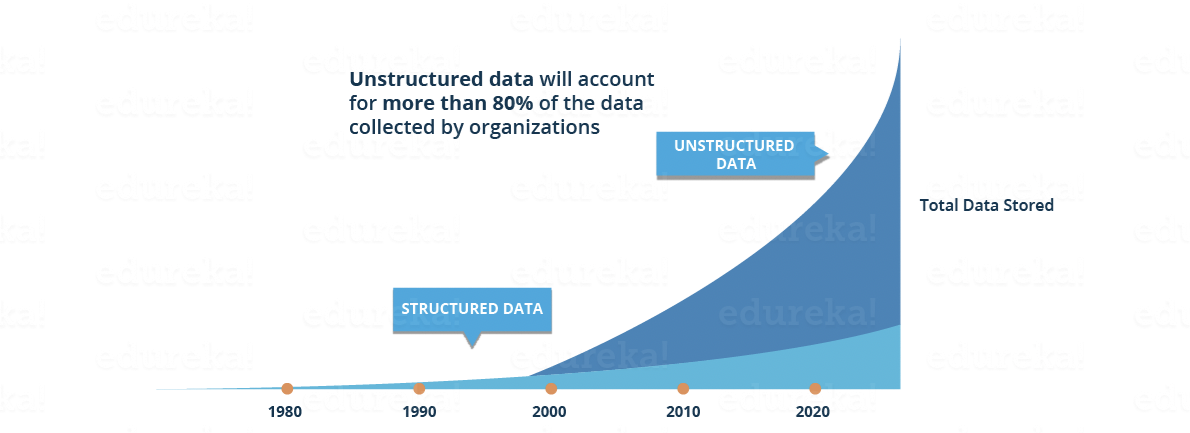 Unstructured data will account
for more than 80% of the data
collected by organizations
UNSTRUCTURED
DATA
Total Data Stored
STRUCTURED DATA
edureka!
1980
1990
2000
2010
2020